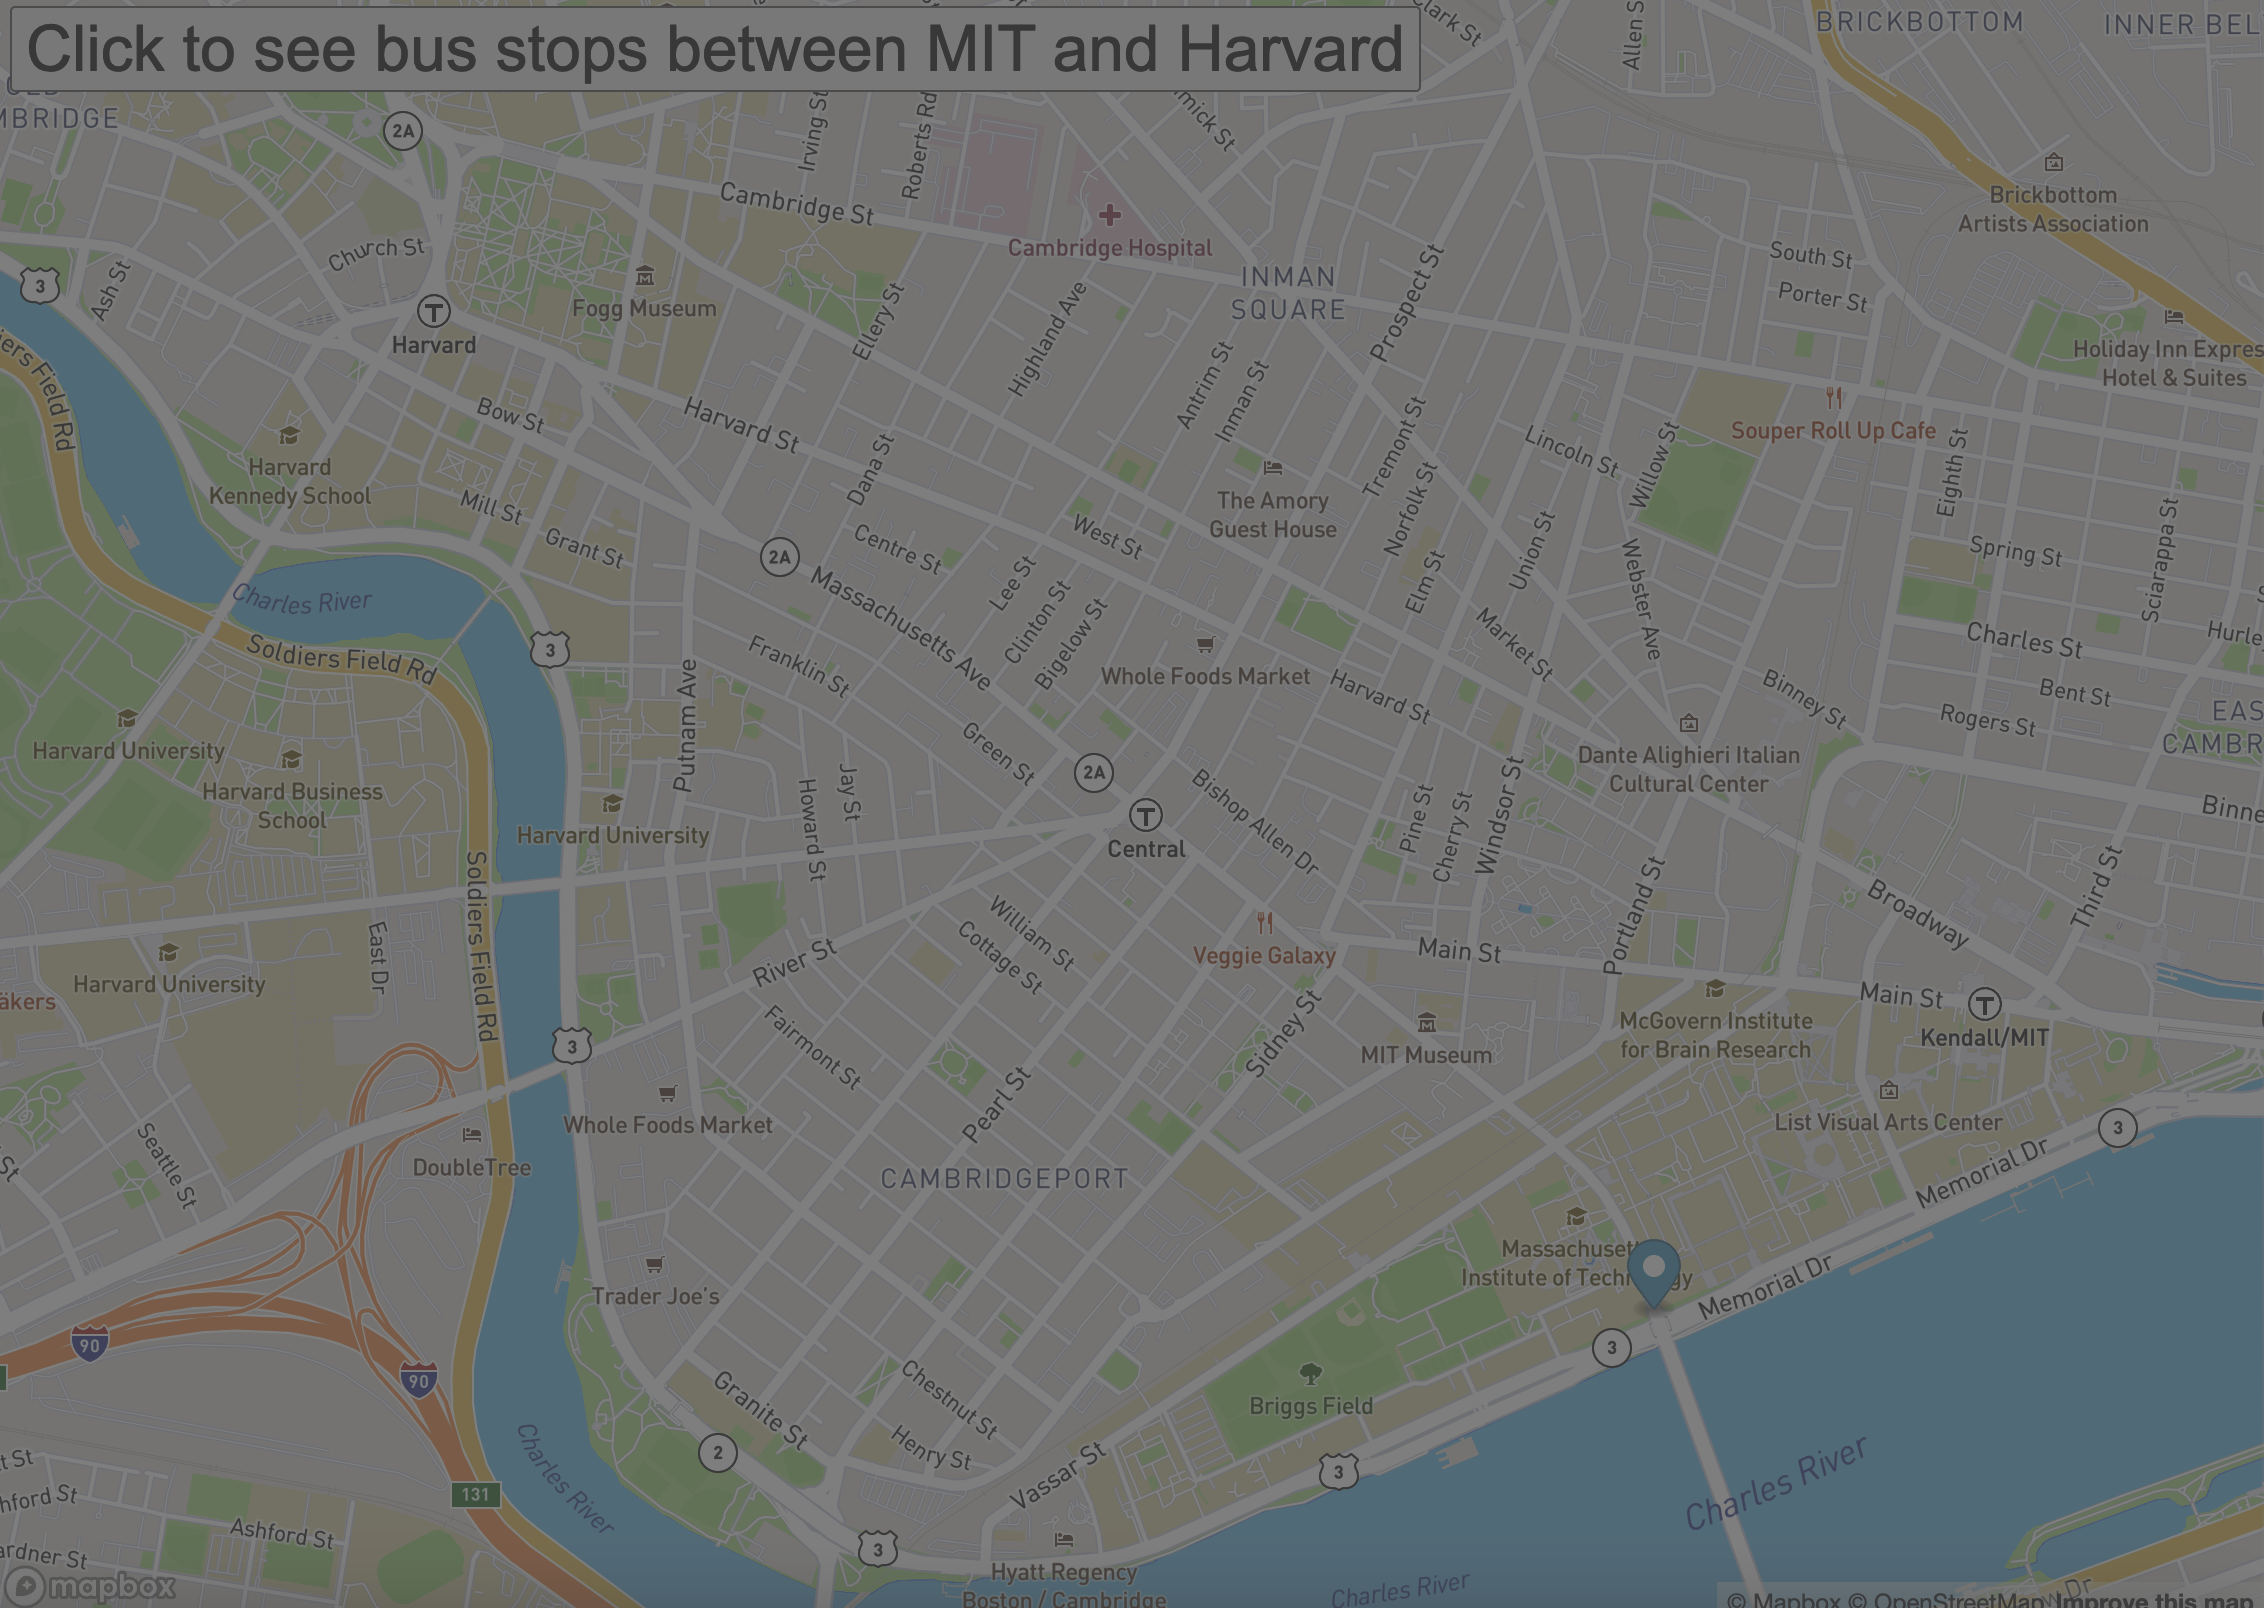 Click to see bus stops between MIT and Harvard
Clark St
Allen S
BRICKBOTTOM
INNER BEL
MBRIDGE
2A
Irving St
Roberts Rd
mick St
Cambridge St
Cambridge Hospital
Brickbottom
Artists Association
Church St
3
Ash St
Harvard
Fogg Museum
Ellery St
Highland Ave
INMAN
SQUARE
Prospect St
South St
Porter St
Holiday Inn Expres
Hotel & Suites
iers Field Rd
Bow St
Harvard St
Antrim St
Inman St
Tremont St
Lincoln St
Willow St
Souper Roll Up Cafe
Eighth St
Harvard
Kennedy School
Mill St
Grant St
Dana St
Centre St
2A
West St
The Amory
Guest House
Norfolk St
Elm St
Union St
Webster Ave
Spring St
Sciarappa St
Charles River
Soldiers Field Rd
3
Massachusetts Ave
Lee St
Clinton St
Bigelow St
Franklin St
Putnam Ave
Whole Foods Market
Harvard St
Market St
Binney St
Charles St
Hurle
Bent St
Rogers St
EAS
CAMBR
Harvard University
Harvard Business
School
Harvard University
Howard St
Jay St
Green St
2A
Central
Bishop Allen Dr
Pine St
Cherry St
Windsor St
Dante Alighieri Italian
Cultural Center
Binne
Portland St
Broadway
Third St
Soldiers Field Rd
East Dr
Harvard University
äkers
River St
William St
Cottage St
Veggie Galaxy
Main St
Main St
Kendall/MIT
McGovern Institute
for Brain Research
MIT Museum
Sidney St
3
Fairmont St
Pearl St
Whole Foods Market
List Visual Arts Center
3
Memorial Dr
St
Seattle St
DoubleTree
CAMBRIDGEPORT
Massachuset
Institute of Techn gy
Memorial Dr
3
Trader Joe's
90
90
Granite St
Chestnut St
Henry St
Briggs Field
2
3
Vassar St
Charles River
Charles River
131
t St
hford St
Ashford St
ardner St
3
Hyatt Regency
Boston / Cambridge
Charles River
mapbox
w Dr
© Mapbox © OpenStreetMap Improve this map